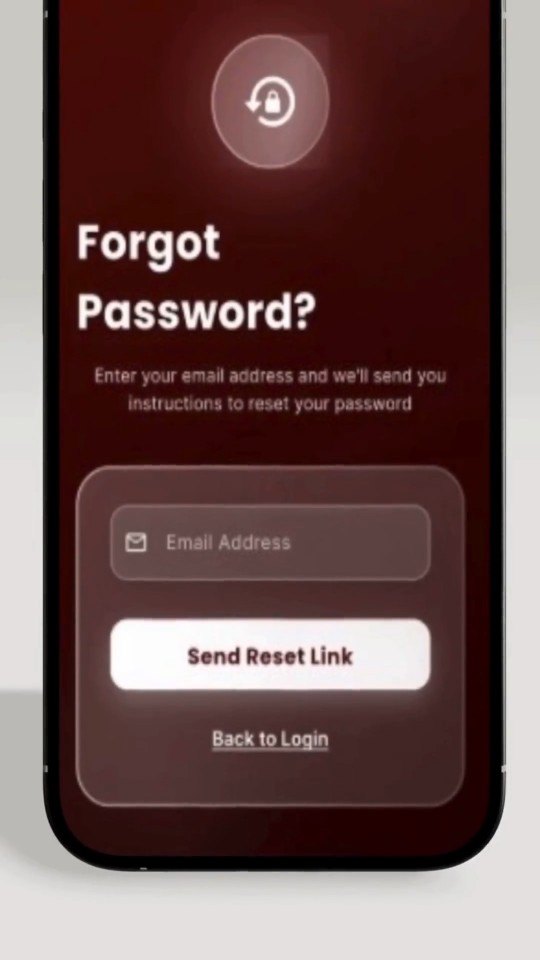 Forgot
Password?
Enter your email address and we'll send you
instructions to reset your password
Email Address
Send Reset Link
Back to Login